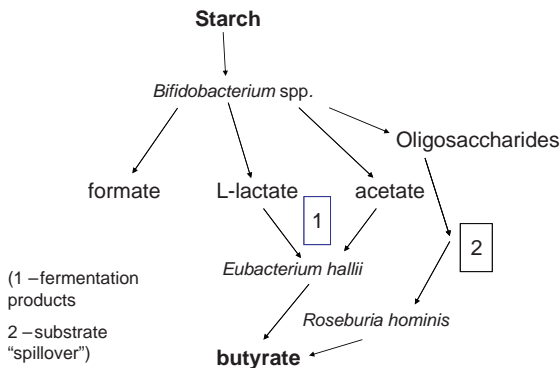 Starch
Bifidobacterium spp.
Oligosaccharides
formate
L-lactate
acetate
1
2
Eubacterium hallii
(1 –fermentation
products
2 –substrate
“spillover”)
Roseburia hominis
butyrate